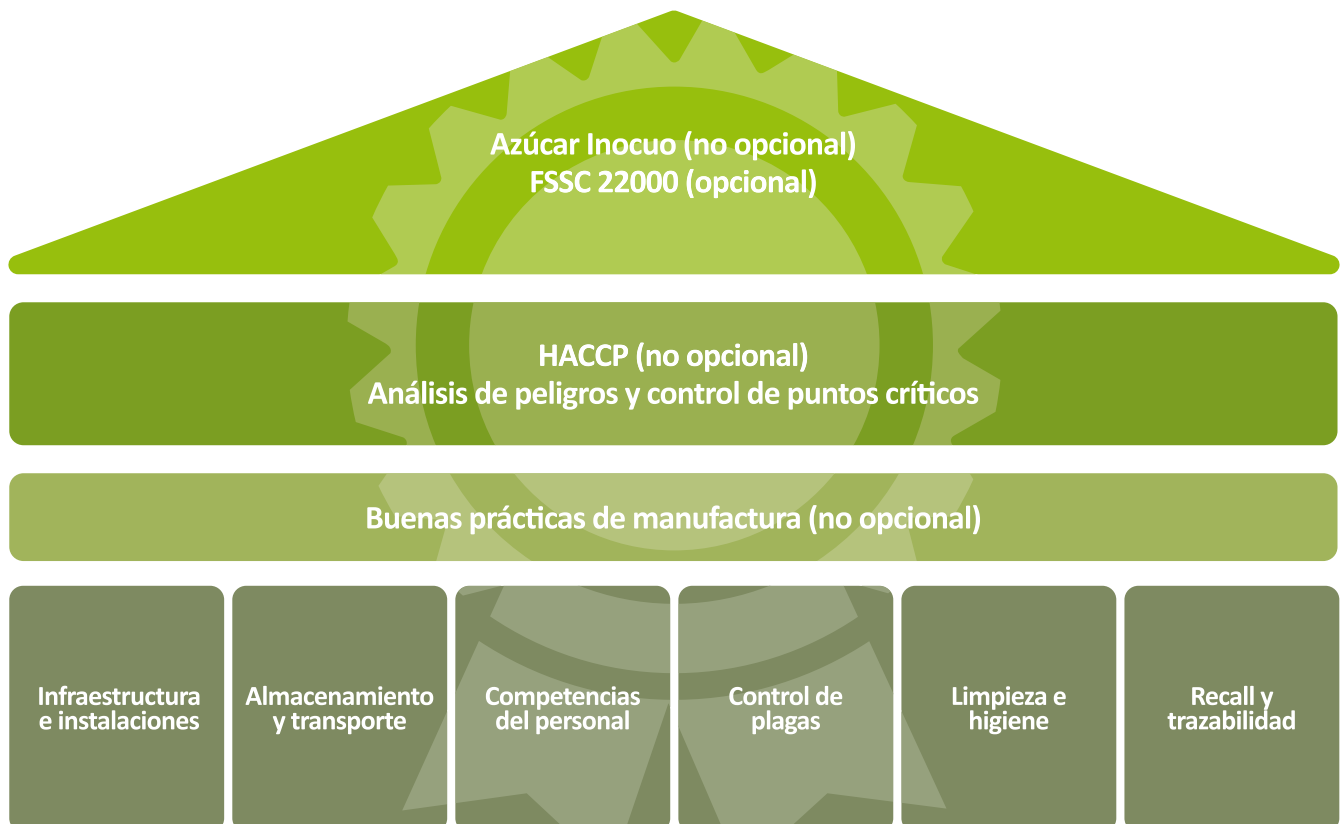 Azúcar Inocuo (no opcional)
FSSC 22000 (opcional)
HACCP (no opcional)
Análisis de peligros y control de puntos críticos
Buenas prácticas de manufactura (no opcional)
Infraestructura
e instalaciones
Almacenamiento
y transporte
Competencias
del personal
Control de
plagas
Limpieza e
higiene
Recall y
trazabilidad